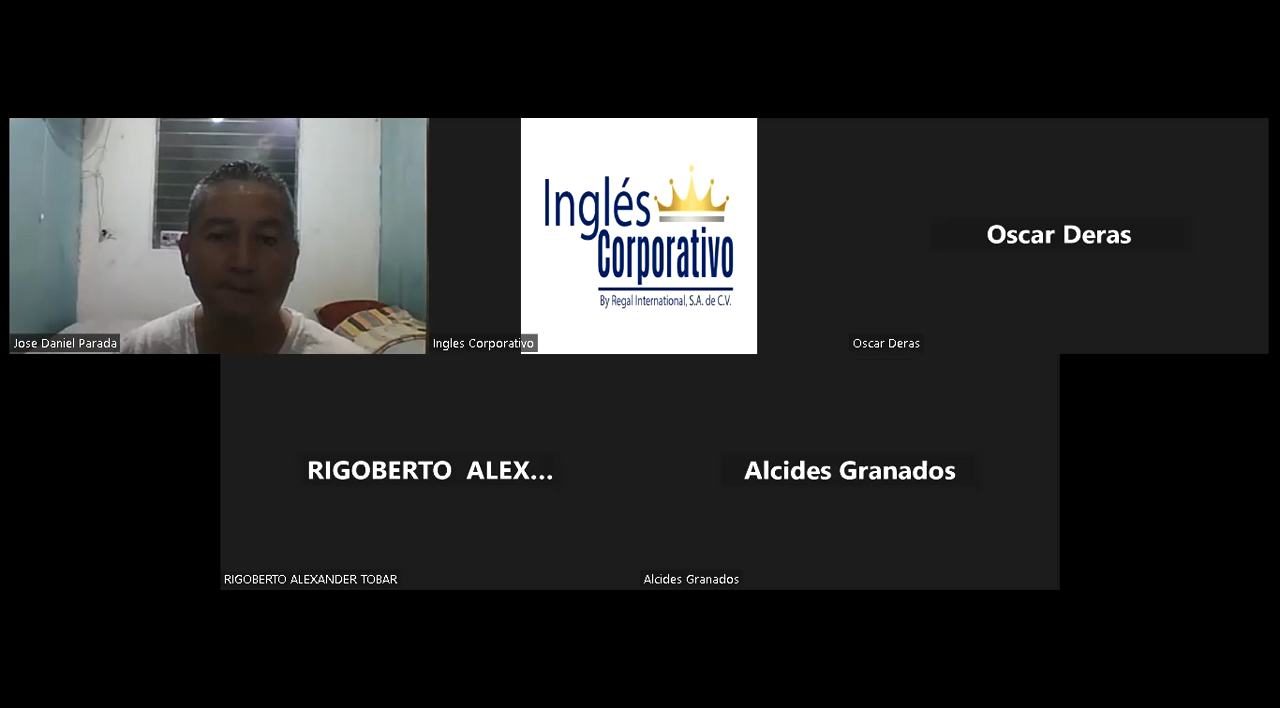 Inglés
Corporativo
By Regal International, S.A. de C.V.
Oscar Deras
Jose Daniel Parada
Ingles Corporativo
Oscar Deras
RIGOBERTO ALEX...
Alcides Granados
RIGOBERTO ALEXANDER TOBAR
Alcides Granados